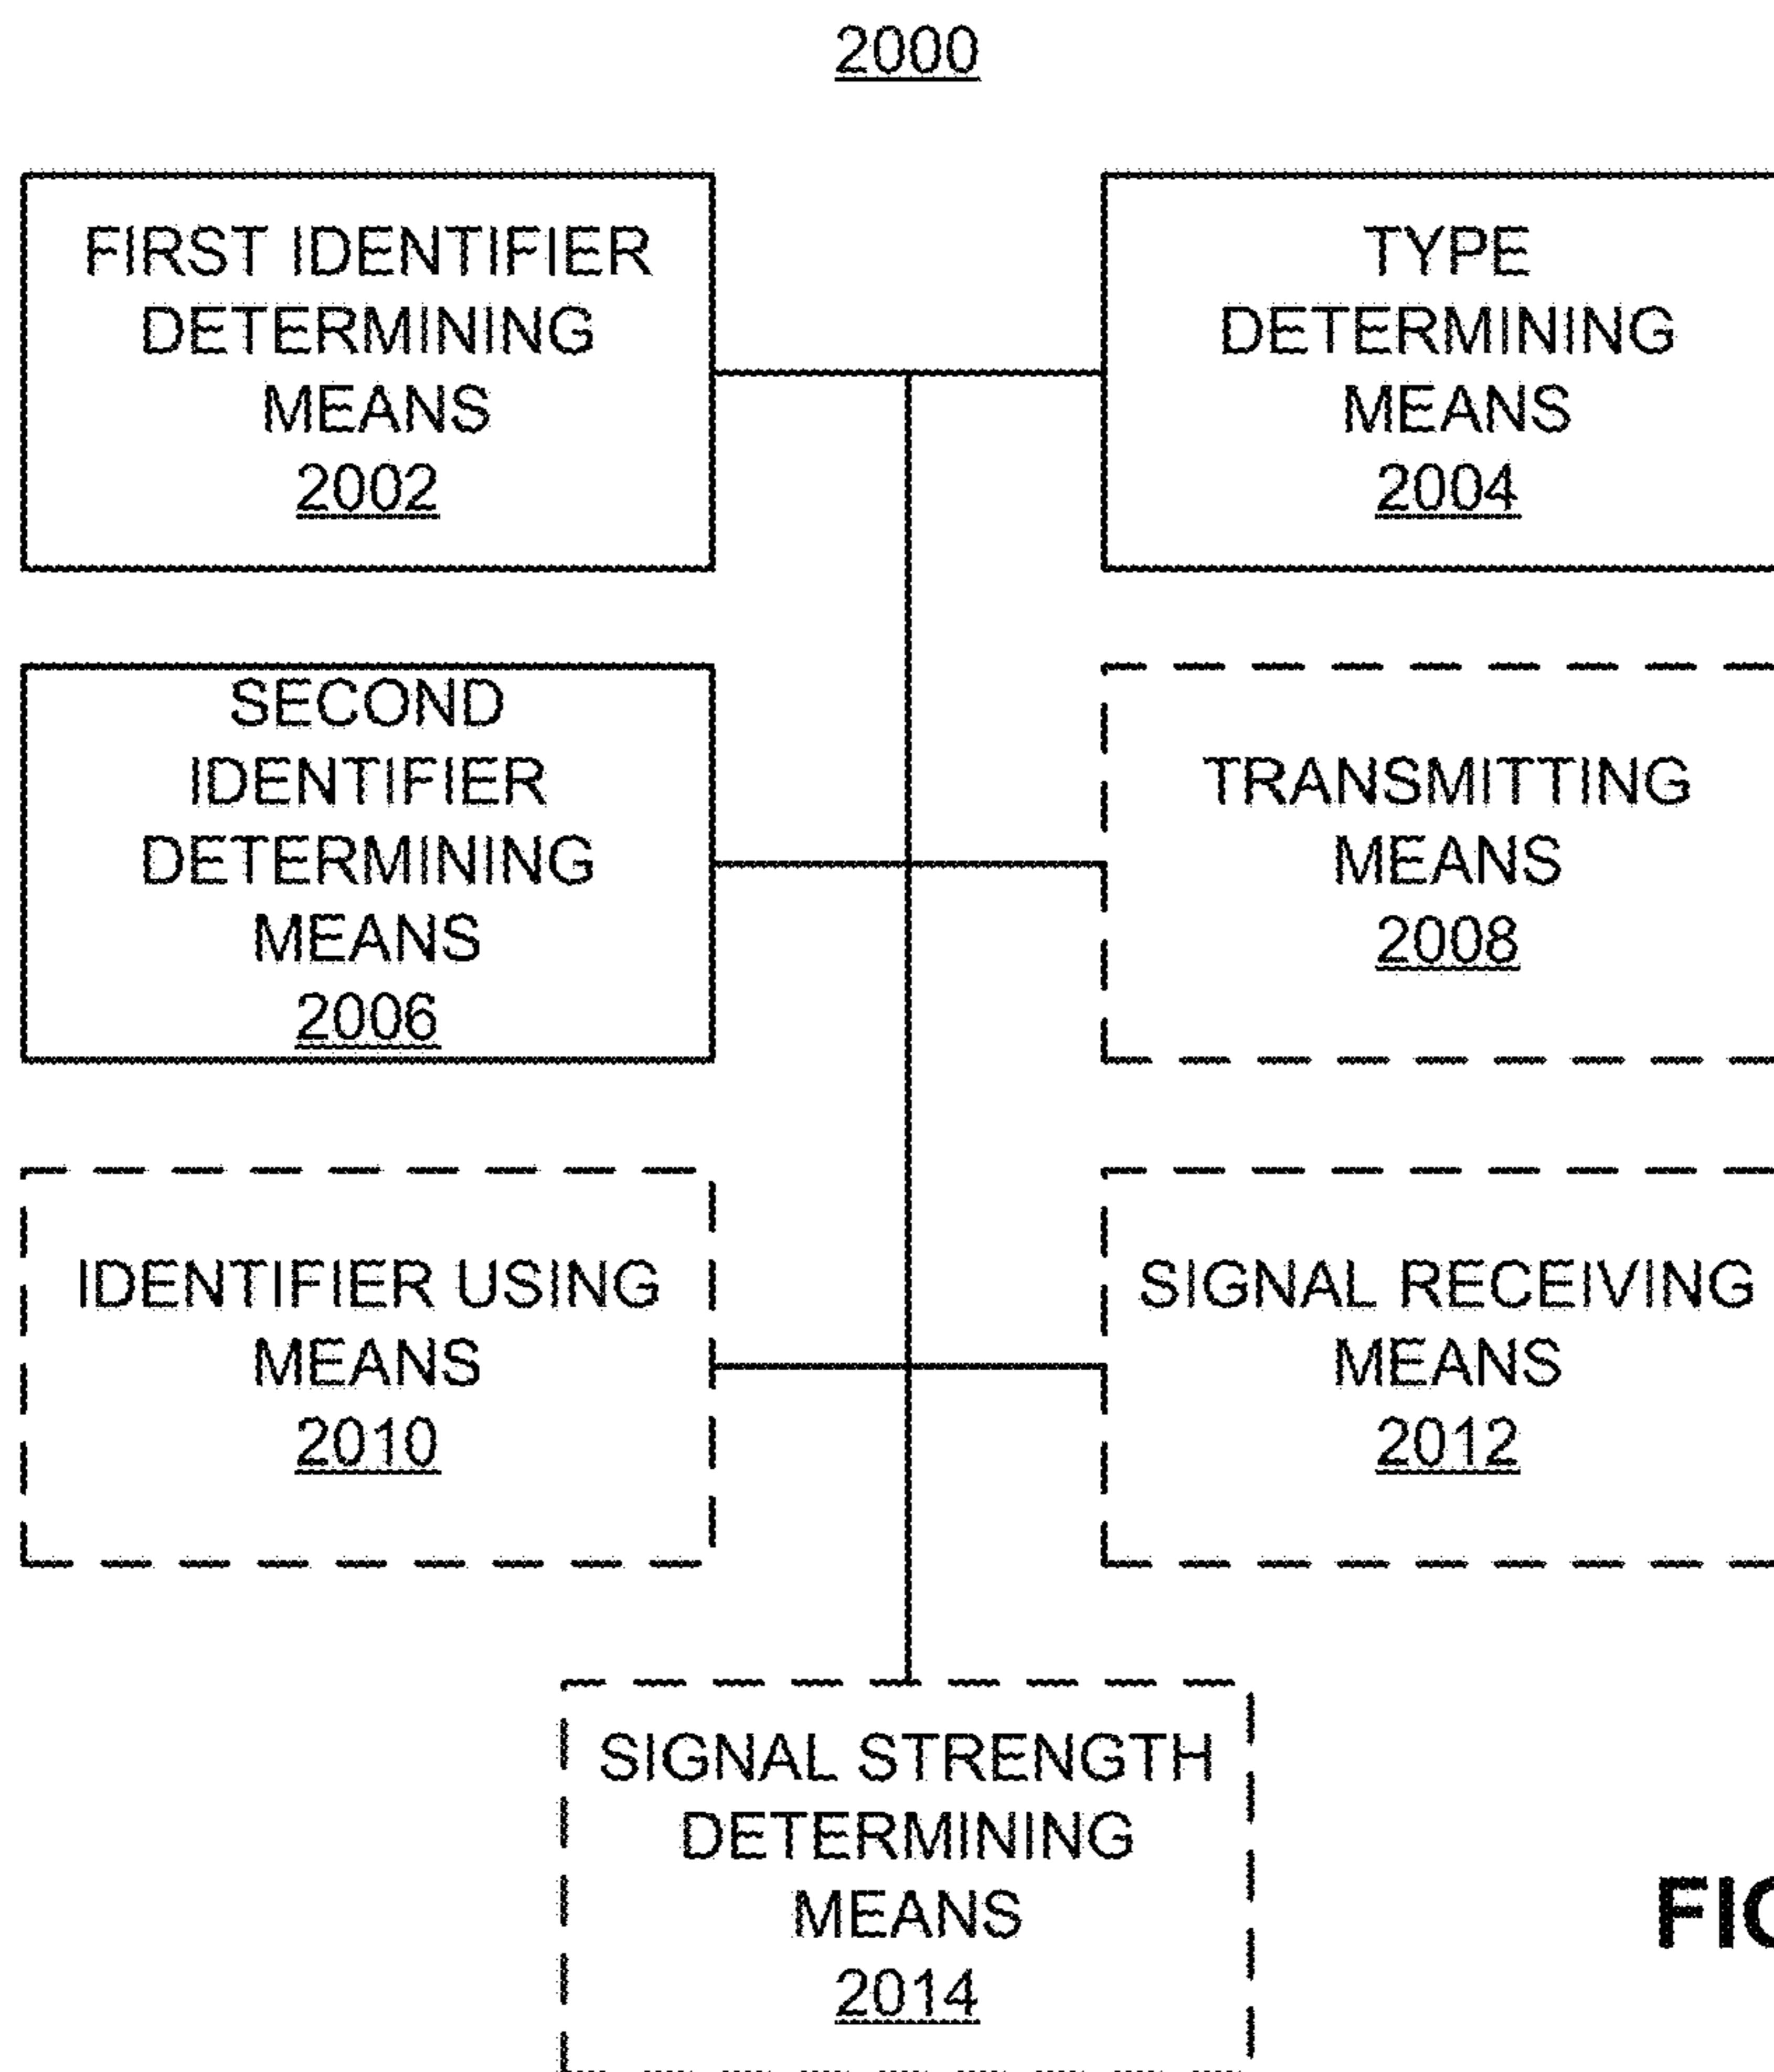 2000
FIRST IDENTIFIER
DETERMINING
MEANS
2002
TYPE
DETERMINING
MEANS
2004
SECOND
IDENTIFIER
DETERMINING
MEANS
2006
TRANSMITTING
MEANS
2008
IDENTIFIER USING
MEANS
2010
SIGNAL RECEIVING
MEANS
2012
SIGNAL STRENGTH
DETERMINING
MEANS
2014